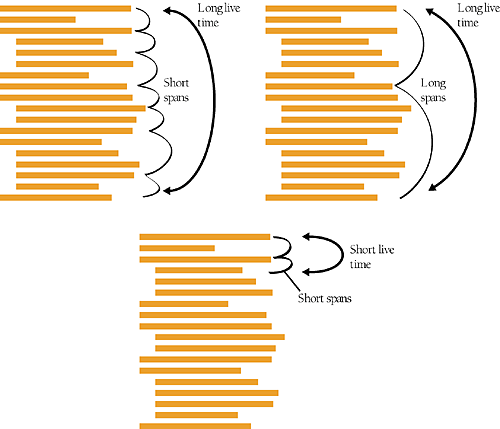 Long live
time
Short
spans
Long live
time
Long
spans
Short live
time
Short spans